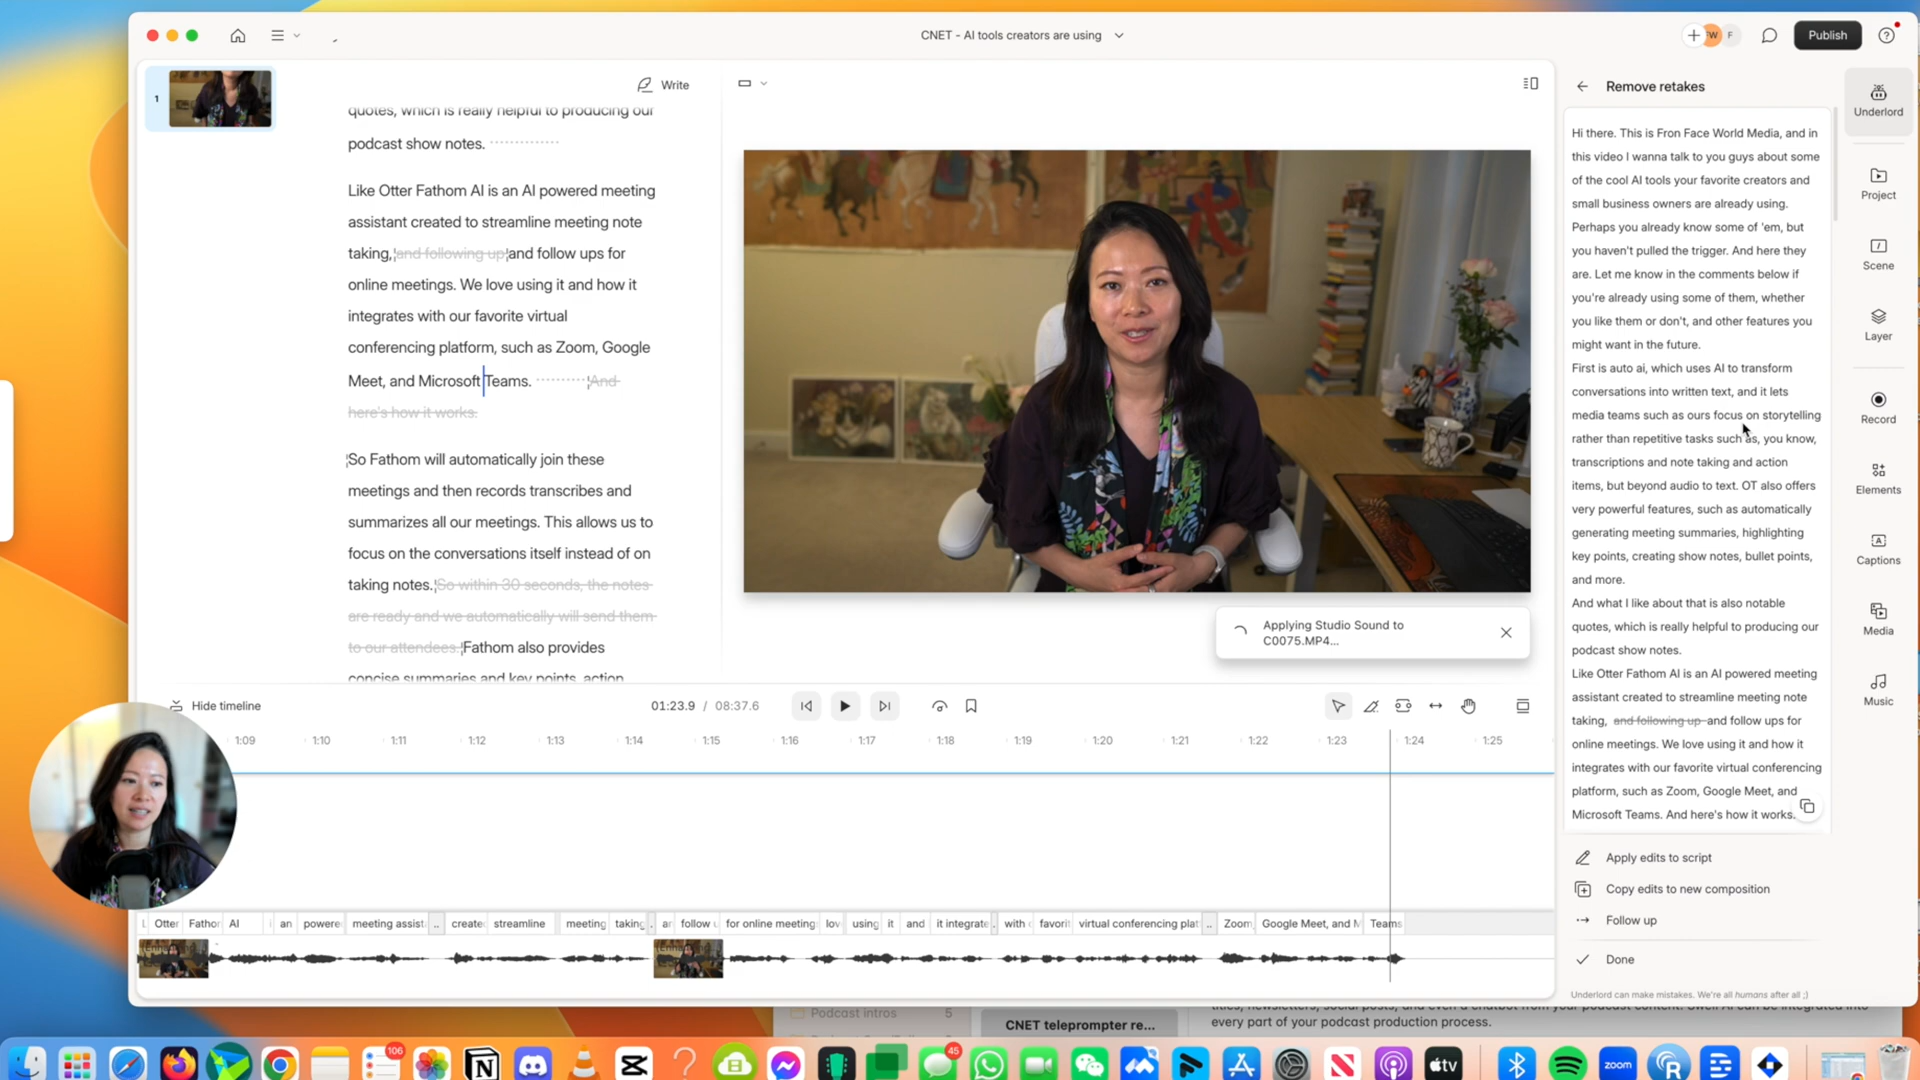 CNET - AI tools creators are using
W
F
Publish
1
Write
quotes, which is really helpful to producing our
podcast show notes.
Like Otter Fathom AI is an AI powered meeting
assistant created to streamline meeting note
taking, and following up and follow ups for
online meetings. We love using it and how it
integrates with our favorite virtual
conferencing platform, such as Zoom, Google
Meet, and Microsoft Teams. And
here's how it works.
So Fathom will automatically join these
meetings and then records transcribes and
summarizes all our meetings. This allows us to
focus on the conversations itself instead of on
taking notes. So within 30 seconds, the notes
are ready and we automatically will send them
to our attendees. Fathom also provides
concise summaries and key points, action
Applying Studio Sound to
C0075.MP4...
Remove retakes
Hi there. This is Fron Face World Media, and in
this video I wanna talk to you guys about some
of the cool AI tools your favorite creators and
small business owners are already using.
Perhaps you already know some of 'em, but
you haven't pulled the trigger. And here they
are. Let me know in the comments below if
you're already using some of them, whether
you like them or don't, and other features you
might want in the future.
First is auto ai, which uses AI to transform
conversations into written text, and it lets
media teams such as ours focus on storytelling
rather than repetitive tasks such as, you know,
transcriptions and note taking and action
items, but beyond audio to text. OT also offers
very powerful features, such as automatically
generating meeting summaries, highlighting
key points, creating show notes, bullet points,
and more.
And what I like about that is also notable
quotes, which is really helpful to producing our
podcast show notes.
Like Otter Fathom AI is an AI powered meeting
assistant created to streamline meeting note
taking, and following up and follow ups for
online meetings. We love using it and how it
integrates with our favorite virtual conferencing
platform, such as Zoom, Google Meet, and
Microsoft Teams. And here's how it works.
Apply edits to script
Copy edits to new composition
Follow up
Done
Underlord can make mistakes. We're all humans after all ;)
Underlord
Project
Scene
Layer
Record
Elements
Captions
Media
Music
Hide timeline
01:23.9 / 08:37.6
1:09 1:10 1:11 1:12 1:13 1:14 1:15 1:16 1:17 1:18 1:19 1:20 1:21 1:22 1:23 1:24 1:25
Otter Fathor AI an powere meeting assist .. create streamline meeting taking . ar follow for online meeting lov using it and it integrate . with favori virtual conferencing plat .. Zoom Google Meet, and M Teams
Podcast intros 5
CNET teleprompter re...
every part of your podcast production process.
106
45
tv
zoom